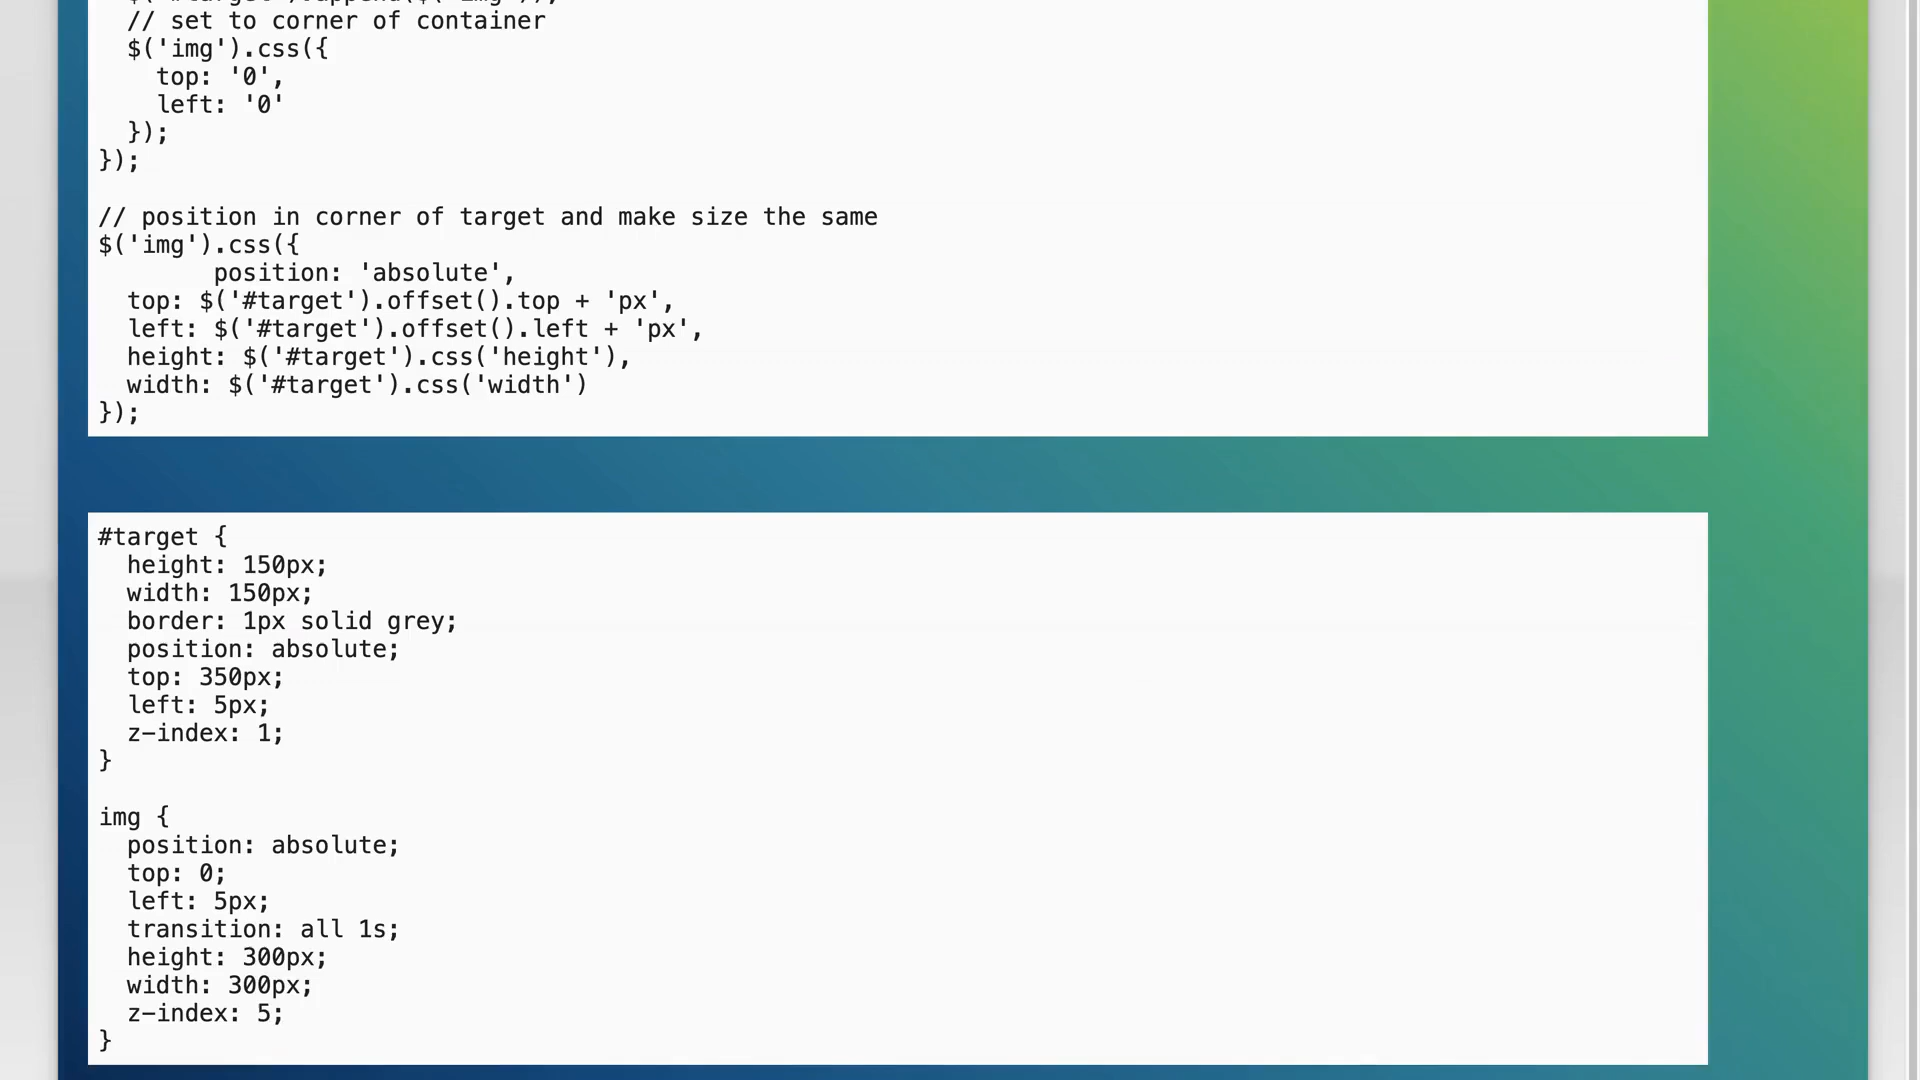 // set to corner of container
$('img').css({
top: '0',
left: '0'
});
});
// position in corner of target and make size the same
$('img').css({
position: 'absolute',
top: $('#target').offset().top + 'px',
left: $('#target').offset().left + 'px',
height: $('#target').css('height'),
width: $('#target').css('width')
});
#target {
height: 150px;
width: 150px;
border: 1px solid grey;
position: absolute;
top: 350px;
left: 5px;
z-index: 1;
}
img {
position: absolute;
top: 0;
left: 5px;
transition: all 1s;
height: 300px;
width: 300px;
z-index: 5;
}